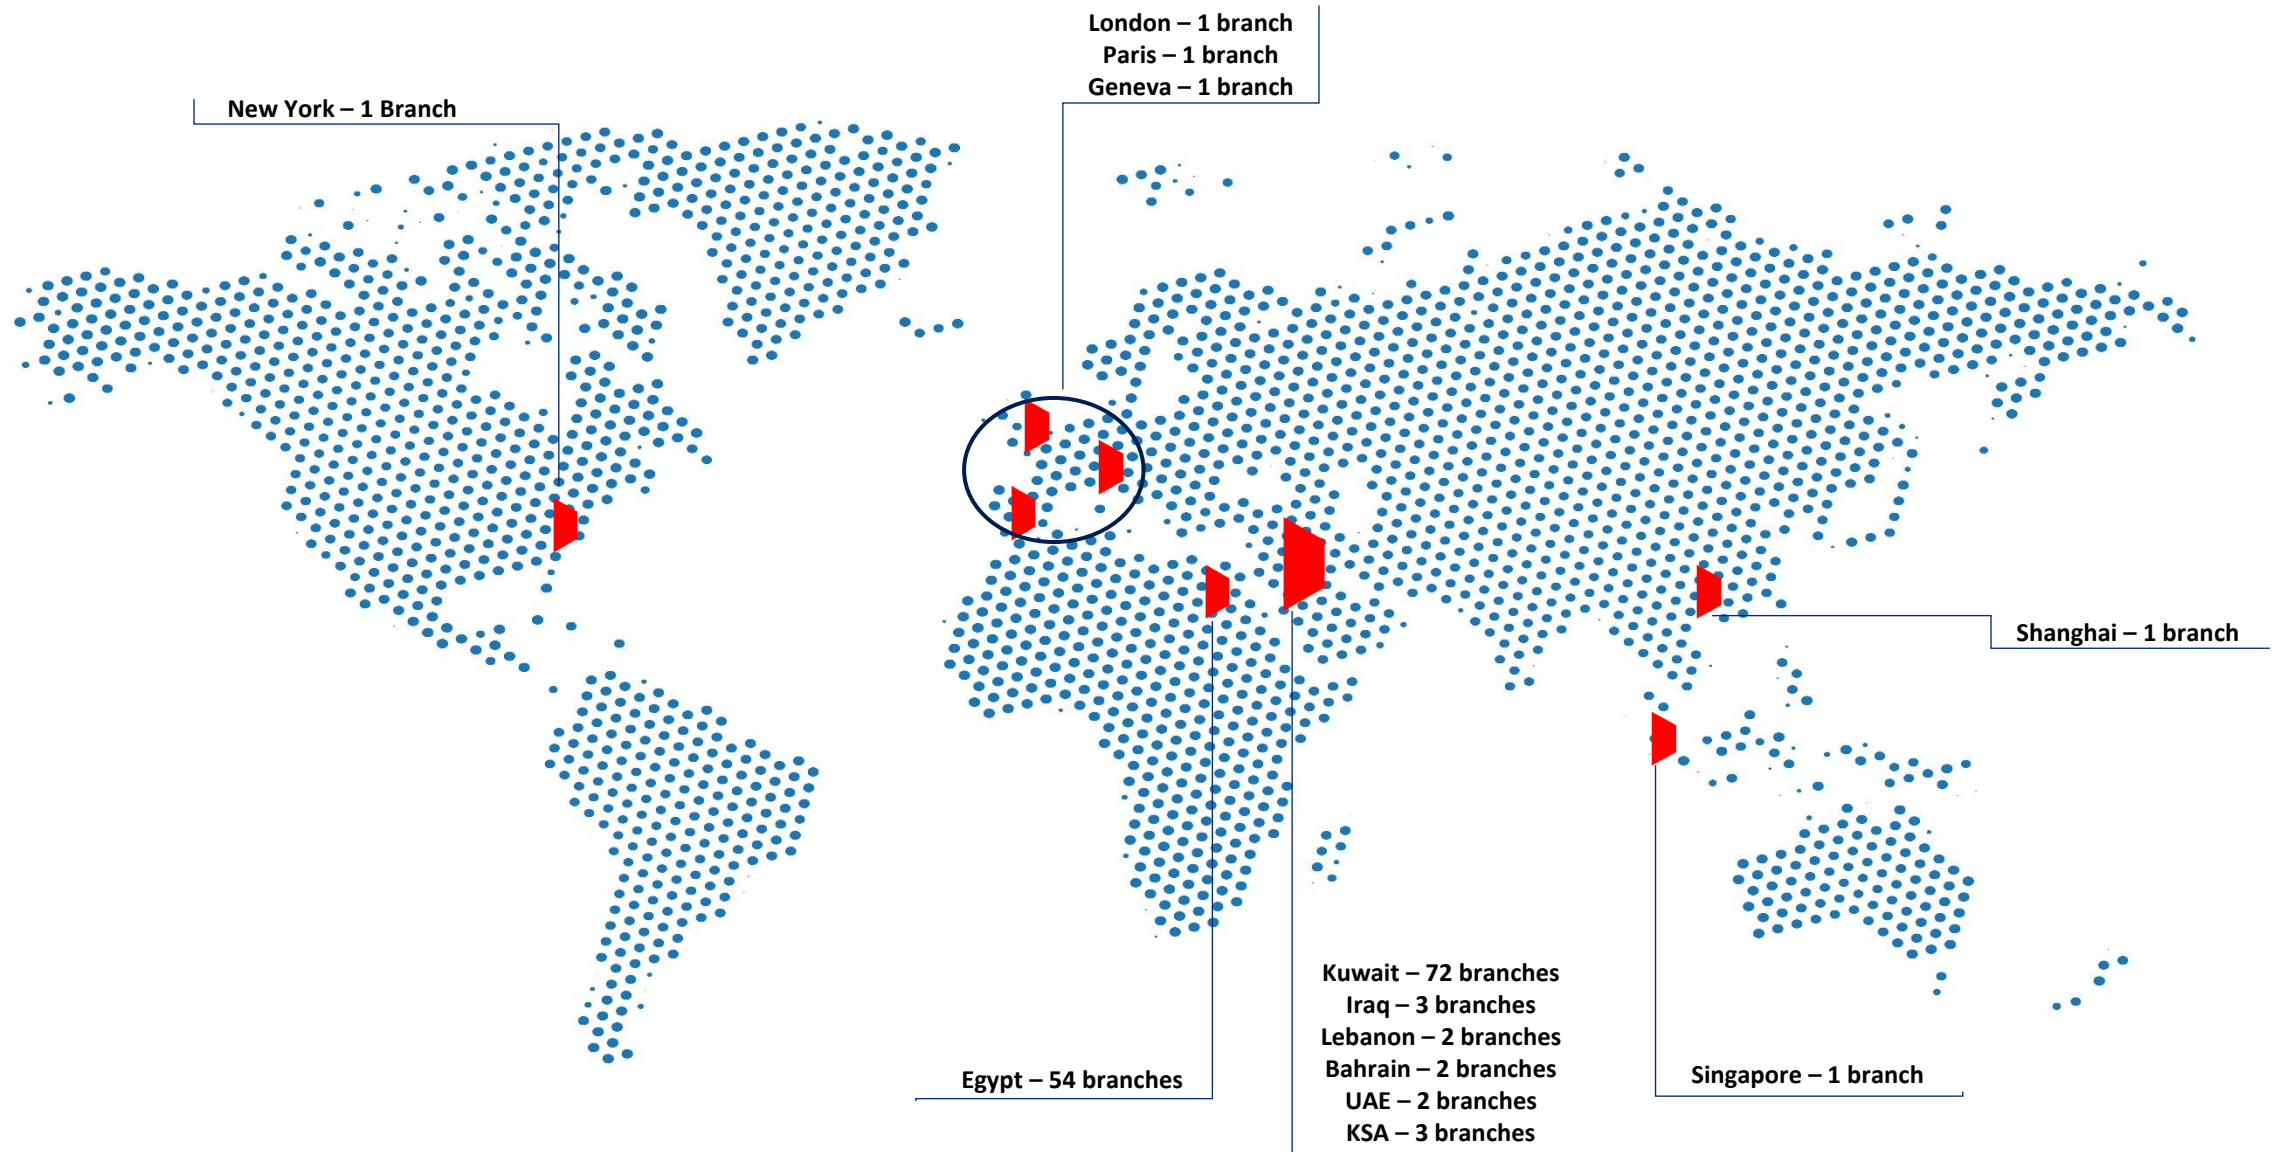 London – 1 branch
Paris – 1 branch
Geneva – 1 branch
New York – 1 Branch
Shanghai – 1 branch
Kuwait – 72 branches
Iraq – 3 branches
Lebanon – 2 branches
Bahrain – 2 branches
UAE – 2 branches
KSA – 3 branches
Egypt – 54 branches
Singapore – 1 branch